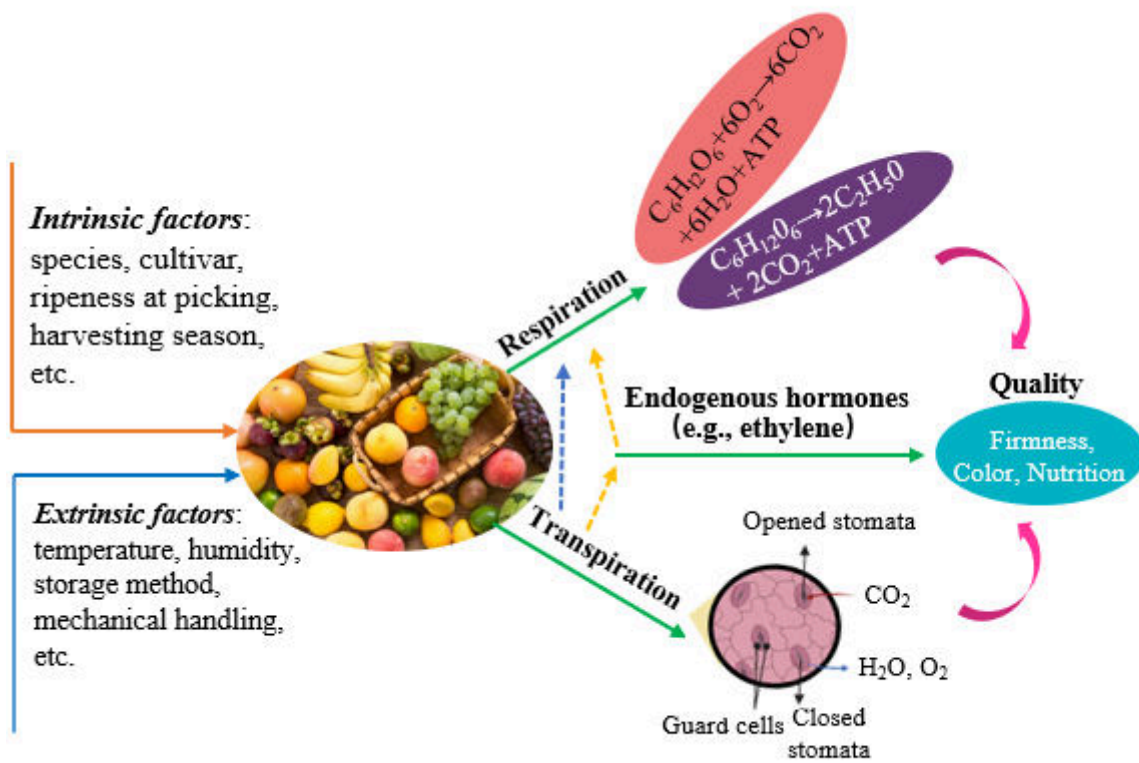 Intrinsic factors:
species, cultivar,
ripeness at picking,
harvesting season,
etc.
Extrinsic factors:
temperature, humidity,
storage method,
mechanical handling,
etc.
Respiration
C₆H₁₂O₆+6O₂→6CO₂
+6H₂O+ATP
C₆H₁₂0₆→2C₂H₅0
+ 2CO₂+ATP
Endogenous hormones
(e.g., ethylene)
Transpiration
Opened stomata
CO₂
H₂O, O₂
Guard cells
Closed
stomata
Quality
Firmness,
Color, Nutrition